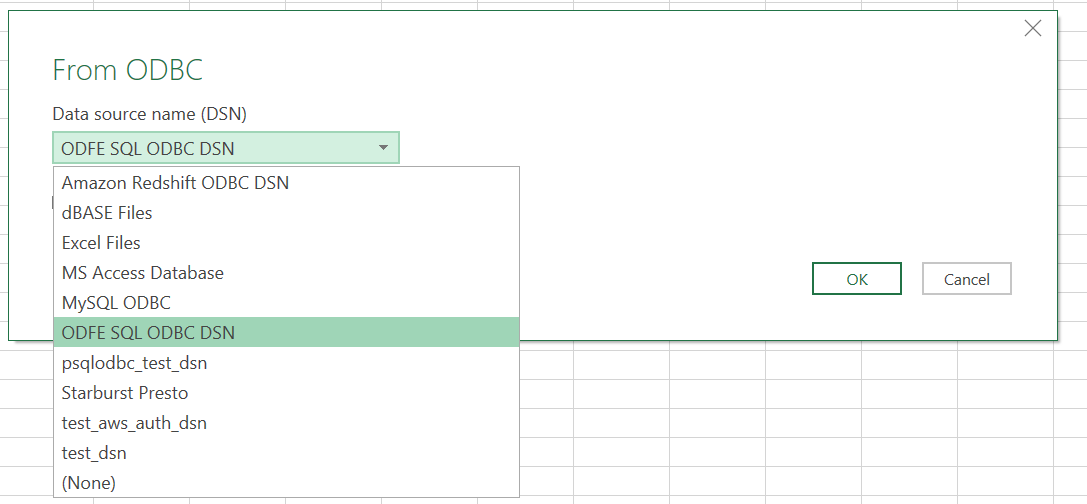 From ODBC
Data source name (DSN)
ODFE SQL ODBC DSN
Amazon Redshift ODBC DSN
dBASE Files
Excel Files
MS Access Database
MySQL ODBC
ODFE SQL ODBC DSN
psqlodbc_test_dsn
Starburst Presto
test_aws_auth_dsn
test_dsn
(None)
OK
Cancel